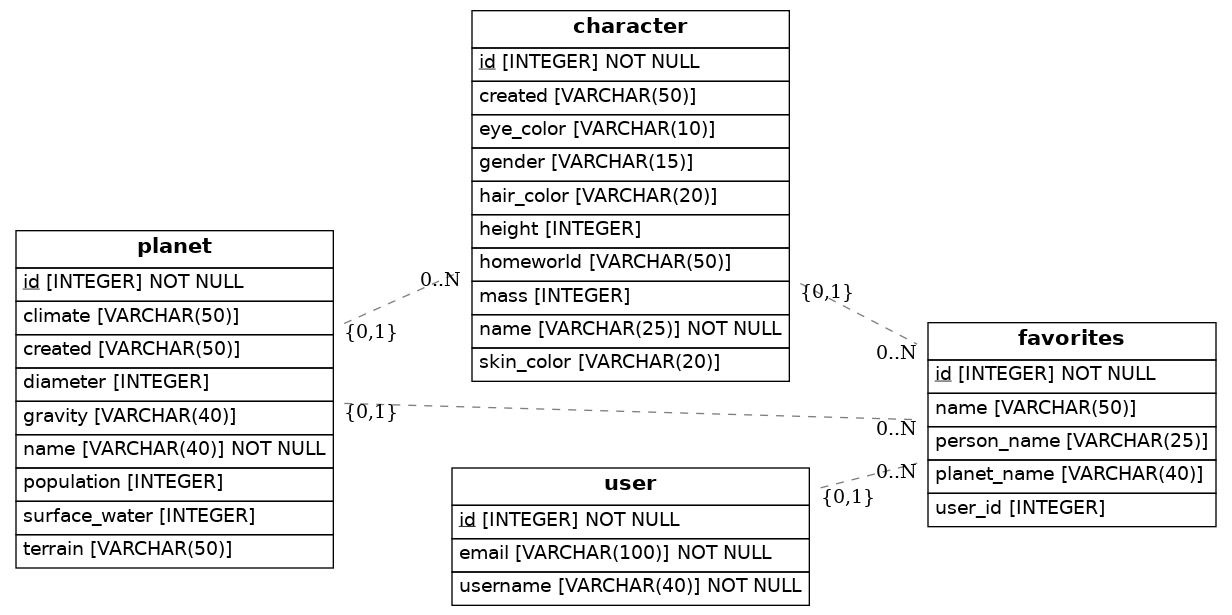 character
id [INTEGER] NOT NULL
created [VARCHAR(50)]
eye_color [VARCHAR(10)]
gender [VARCHAR(15)]
hair_color [VARCHAR(20)]
height [INTEGER]
homeworld [VARCHAR(50)]
mass [INTEGER]
name [VARCHAR(25)] NOT NULL
skin_color [VARCHAR(20)]
planet
id [INTEGER] NOT NULL
climate [VARCHAR(50)]
created [VARCHAR(50)]
diameter [INTEGER]
gravity [VARCHAR(40)]
name [VARCHAR(40)] NOT NULL
population [INTEGER]
surface_water [INTEGER]
terrain [VARCHAR(50)]
0..N
{0,1}
{0,1}
0..N
{0,1}
0..N
0..N
{0,1}
favorites
id [INTEGER] NOT NULL
name [VARCHAR(50)]
person_name [VARCHAR(25)]
planet_name [VARCHAR(40)]
user_id [INTEGER]
user
id [INTEGER] NOT NULL
email [VARCHAR(100)] NOT NULL
username [VARCHAR(40)] NOT NULL